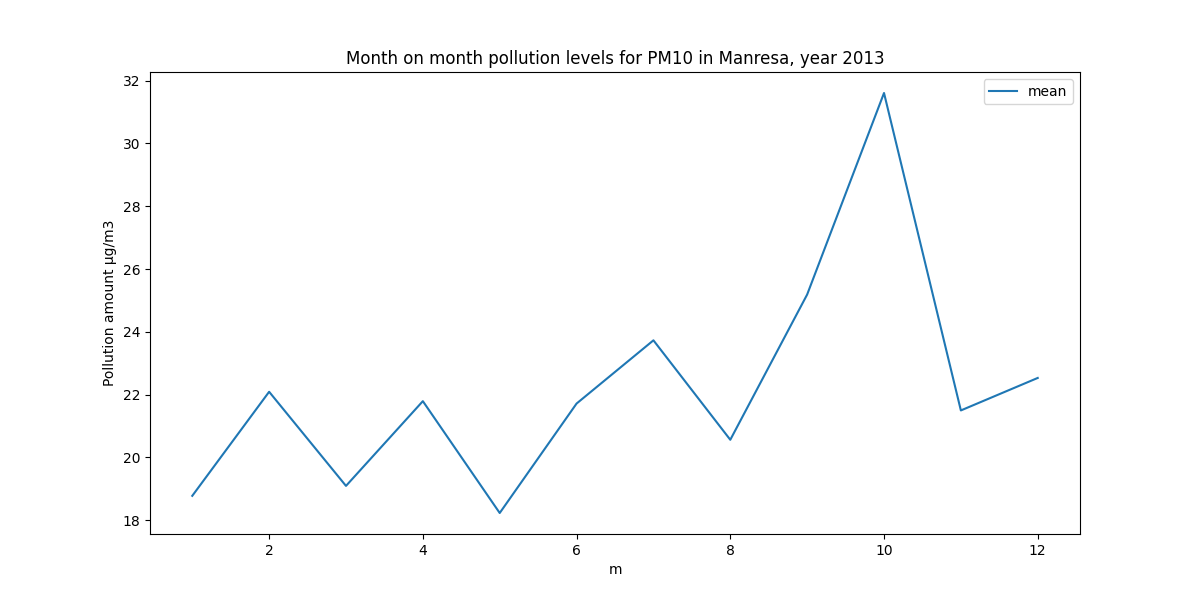 Month on month pollution levels for PM10 in Manresa, year 2013
mean
32
30
28
26
24
22
20
18
Pollution amount µg/m3
2 4 6 8 10 12
m